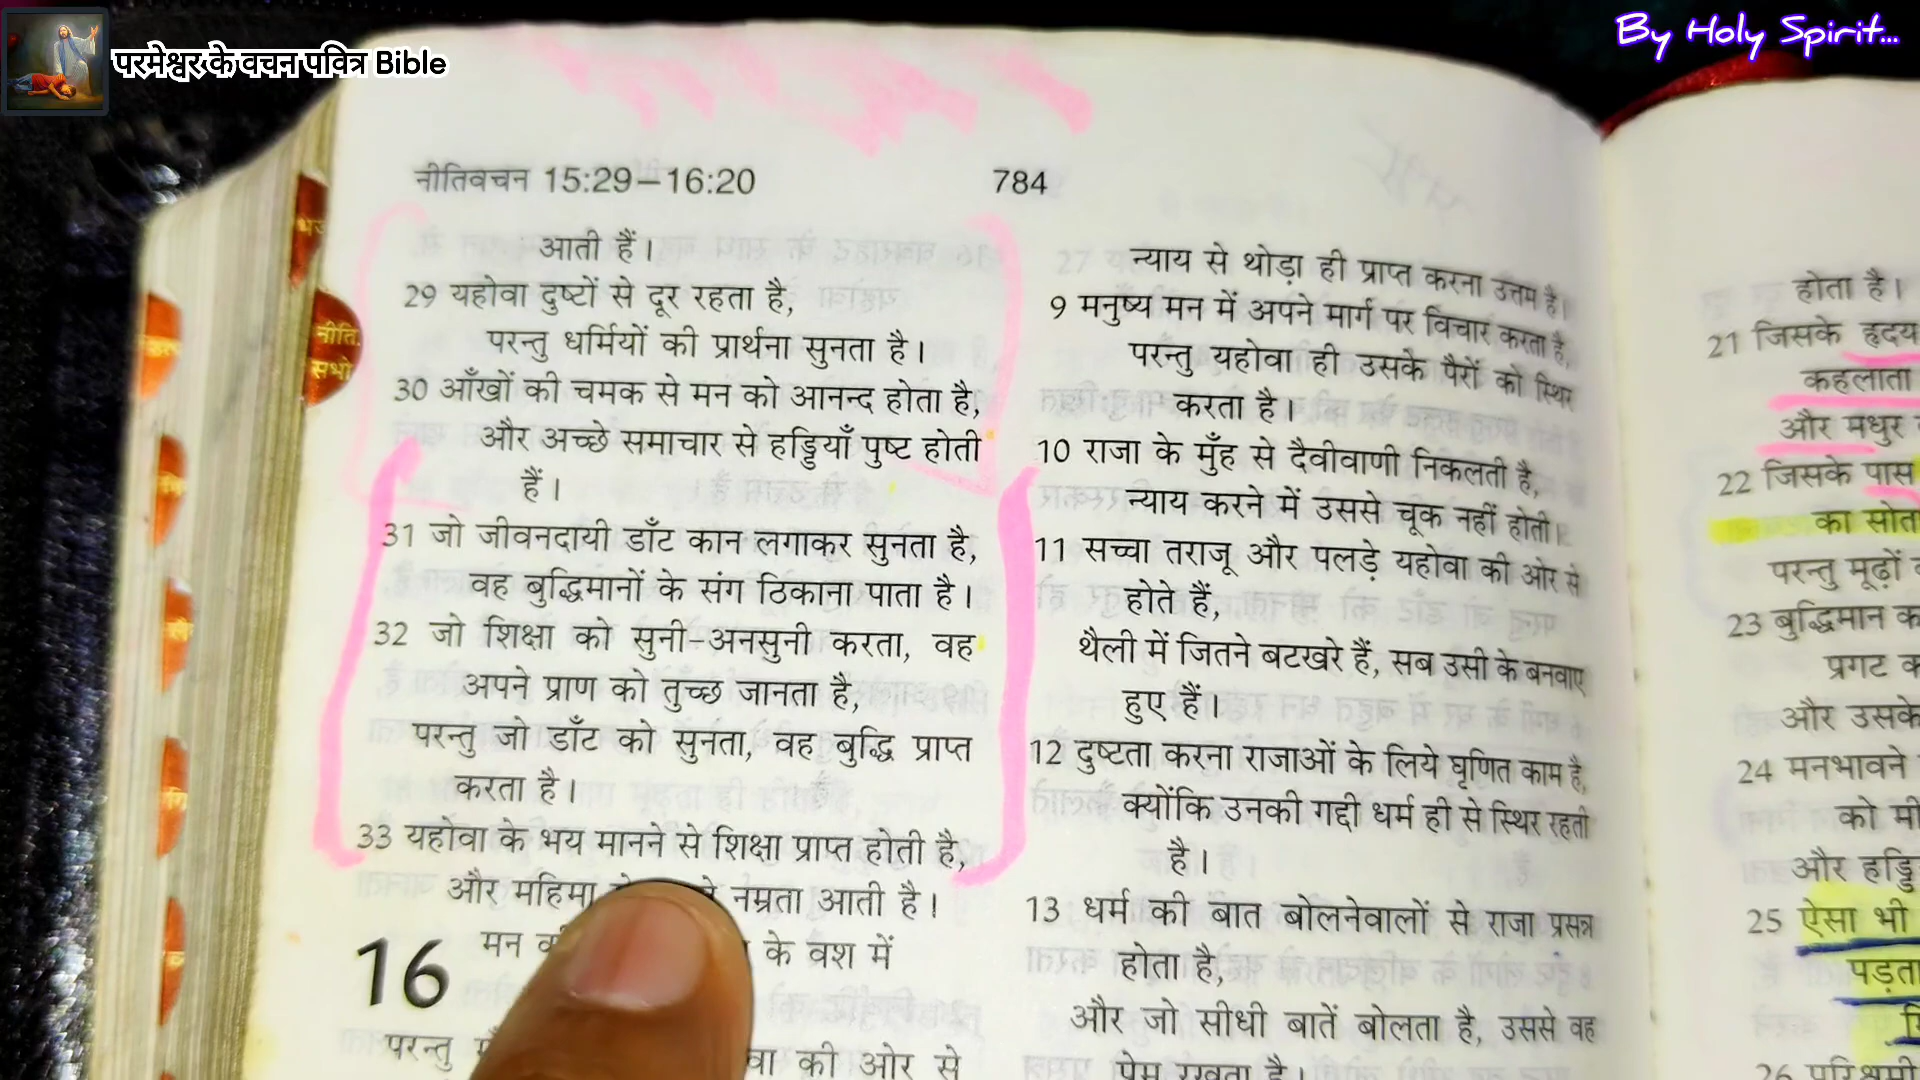 परमेश्वर के वचन पवित्र Bible
By Holy Spirit...
नीतिवचन 15:29—16:20
784
आती हैं।
29 यहोवा दुष्टों से दूर रहता है,
परन्तु धर्मियों की प्रार्थना सुनता है।
30 आँखों की चमक से मन को आनन्द होता है,
और अच्छे समाचार से हड्डियाँ पुष्ट होती
हैं।
31 जो जीवनदायी डाँट कान लगाकर सुनता है,
वह बुद्धिमानों के संग ठिकाना पाता है।
32 जो शिक्षा को सुनी-अनसुनी करता, वह
अपने प्राण को तुच्छ जानता है,
परन्तु जो डाँट को सुनता, वह बुद्धि प्राप्त
करता है।
33 यहोवा के भय मानने से शिक्षा प्राप्त होती है,
और महिमा नम्रता आती है।
16 मन के वश में
परन्तु की ओर से
न्याय से थोड़ा ही प्राप्त करना उत्तम है।
9 मनुष्य मन में अपने मार्ग पर विचार करता है,
परन्तु यहोवा ही उसके पैरों को स्थिर
करता है।
10 राजा के मुँह से दैवीवाणी निकलती है,
न्याय करने में उससे चूक नहीं होती।
11 सच्चा तराजू और पलड़े यहोवा की ओर से
होते हैं,
थैली में जितने बटखरे हैं, सब उसी के बनवाए
हुए हैं।
12 दुष्टता करना राजाओं के लिये घृणित काम है,
क्योंकि उनकी गद्दी धर्म ही से स्थिर रहती
है।
13 धर्म की बात बोलनेवालों से राजा प्रसन्न
होता है,
और जो सीधी बातें बोलता है, उससे वह
प्रेम रखता है।
होता है।
21 जिसके हृदय
कहलाता
और मधुर
22 जिसके पास
का सोता
परन्तु मूढ़ों
23 बुद्धिमान
प्रगट
और उसके
24 मनभावने
को
और हड्डि
25 ऐसा भी
पड़ता
26 परिश्रमी
नीति.
सभो